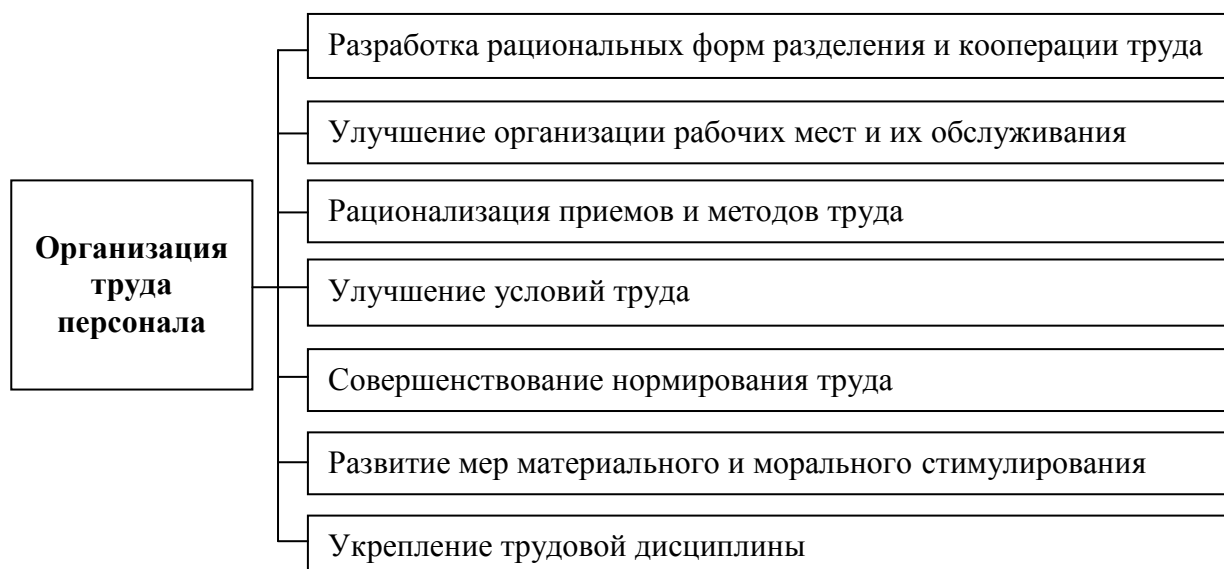 Разработка рациональных форм разделения и кооперации труда
Улучшение организации рабочих мест и их обслуживания
Рационализация приемов и методов труда
Организация
труда
персонала
Улучшение условий труда
Совершенствование нормирования труда
Развитие мер материального и морального стимулирования
Укрепление трудовой дисциплины